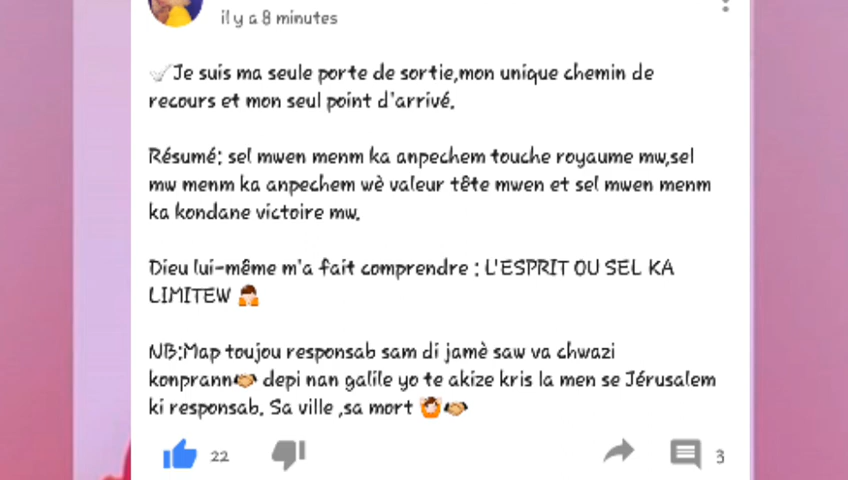 il y a 8 minutes
Je suis ma seule porte de sortie,mon unique chemin de
recours et mon seul point d'arrivé.
Résumé: sel mwen menm ka anpechem touche royaume mw,sel
mw menm ka anpechem wè valeur tête mwen et sel mwen menm
ka kondane victoire mw.
Dieu lui-même m'a fait comprendre : L'ESPRIT OU SEL KA
LIMITEW
NB:Map toujou responsab sam di jamè saw va chwazi
konprann depi nan galile yo te akize kris la men se Jérusalem
ki responsab. Sa ville ,sa mort
22
3